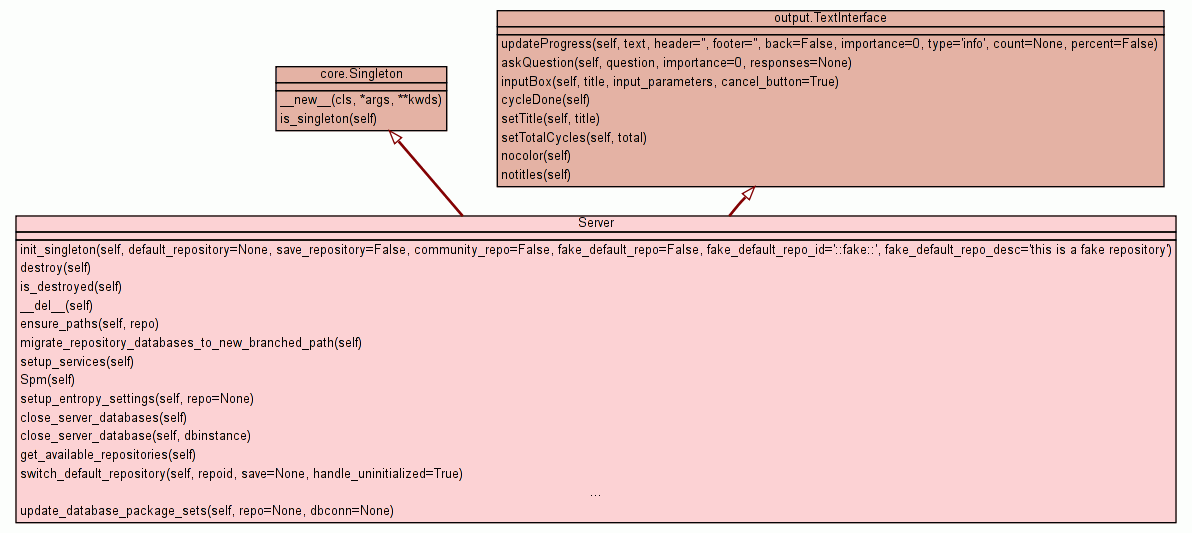 core.Singleton
__new__(cls, *args, **kwds)
is_singleton(self)
output.TextInterface
updateProgress(self, text, header='', footer='', back=False, importance=0, type='info', count=None, percent=False)
askQuestion(self, question, importance=0, responses=None)
inputBox(self, title, input_parameters, cancel_button=True)
cycleDone(self)
setTitle(self, title)
setTotalCycles(self, total)
nocolor(self)
notitles(self)
Server
init_singleton(self, default_repository=None, save_repository=False, community_repo=False, fake_default_repo=False, fake_default_repo_id='::fake::', fake_default_repo_desc='this is a fake repository')
destroy(self)
is_destroyed(self)
__del__(self)
ensure_paths(self, repo)
migrate_repository_databases_to_new_branched_path(self)
setup_services(self)
Spm(self)
setup_entropy_settings(self, repo=None)
close_server_databases(self)
close_server_database(self, dbinstance)
get_available_repositories(self)
switch_default_repository(self, repoid, save=None, handle_uninitialized=True)
...
update_database_package_sets(self, repo=None, dbconn=None)